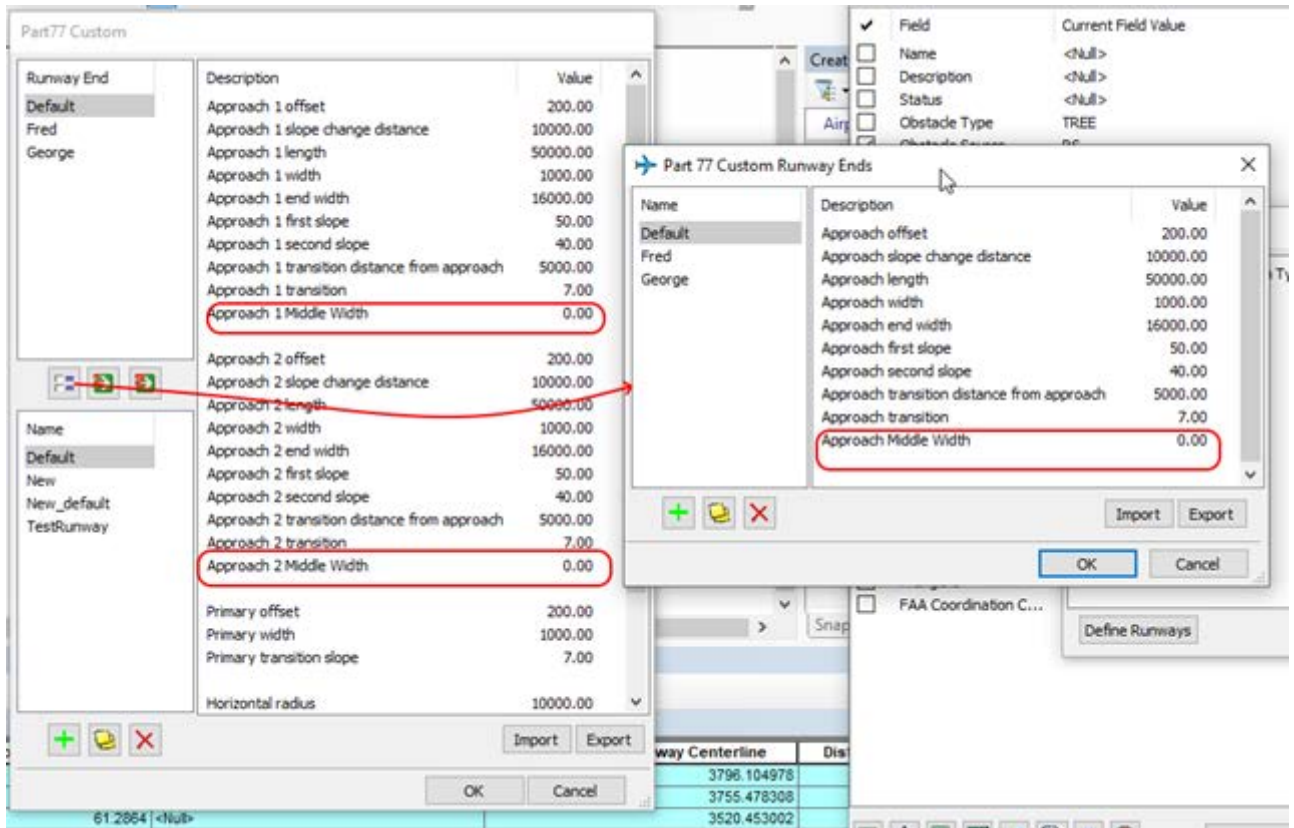 Part77 Custom
Runway End
Default
Fred
George
Description Value
Approach 1 offset 200.00
Approach 1 slope change distance 10000.00
Approach 1 length 50000.00
Approach 1 width 1000.00
Approach 1 end width 16000.00
Approach 1 first slope 50.00
Approach 1 second slope 40.00
Approach 1 transition distance from approach 5000.00
Approach 1 transition 7.00
Approach 1 Middle Width 0.00
Approach 2 offset 200.00
Approach 2 slope change distance 10000.00
Approach 2 length 50000.00
Approach 2 width 1000.00
Approach 2 end width 16000.00
Approach 2 first slope 50.00
Approach 2 second slope 40.00
Approach 2 transition distance from approach 5000.00
Approach 2 transition 7.00
Approach 2 Middle Width 0.00
Primary offset 200.00
Primary width 1000.00
Primary transition slope 7.00
Horizontal radius 10000.00
Name
Default
New
New_default
TestRunway
Import Export
OK Cancel
Creat
Field Current Field Value
Name <Null>
Description <Null>
Status <Null>
Obstacle Type TREE
Part 77 Custom Runway Ends
Name
Default
Fred
George
Description Value
Approach offset 200.00
Approach slope change distance 10000.00
Approach length 50000.00
Approach width 1000.00
Approach end width 16000.00
Approach first slope 50.00
Approach second slope 40.00
Approach transition distance from approach 5000.00
Approach transition 7.00
Approach Middle Width 0.00
Import Export
OK Cancel
FAA Coordination C...
Define Runways
Snap
way Centerline Dis
3796.104978
3755.478308
61.2864 <Null> 3520.453002